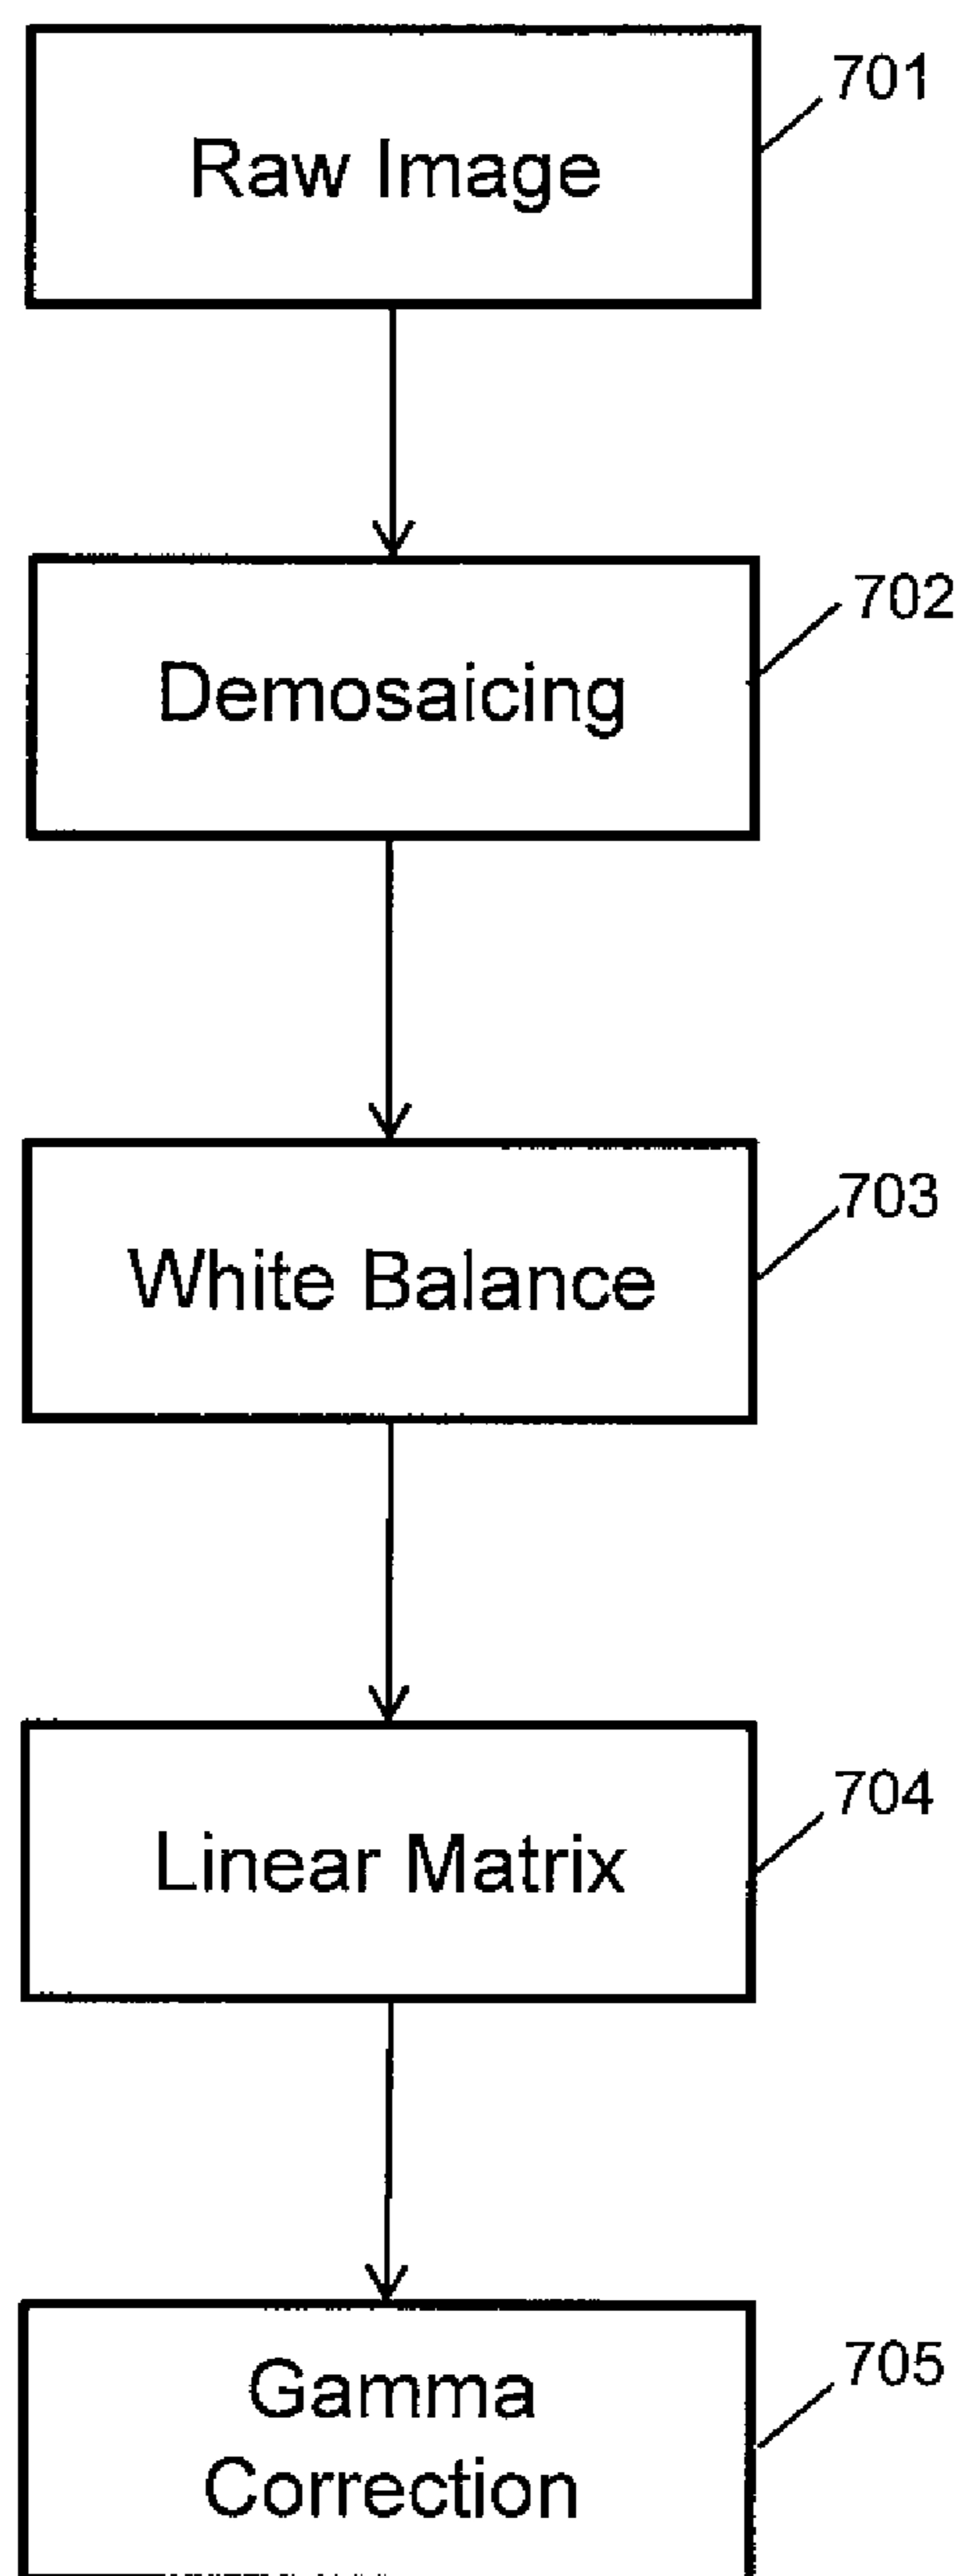 701
Raw Image
702
Demosaicing
703
White Balance
704
Linear Matrix
705
Gamma
Correction